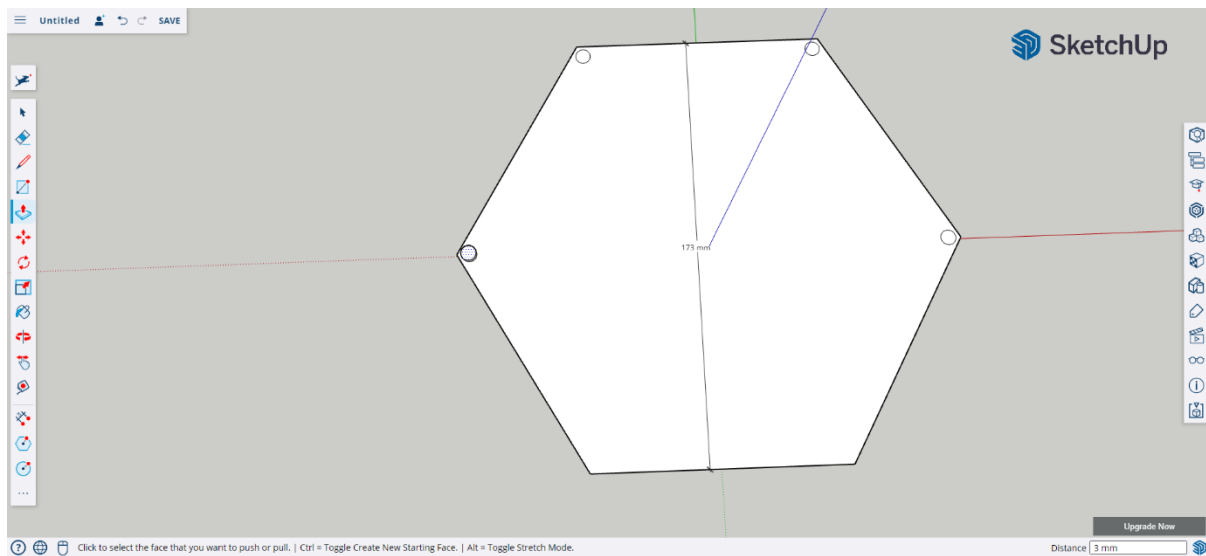 Untitled SAVE
SketchUp
173 mm
Upgrade Now
Click to select the face that you want to push or pull. | Ctrl = Toggle Create New Starting Face. | Alt = Toggle Stretch Mode.
Distance 3 mm